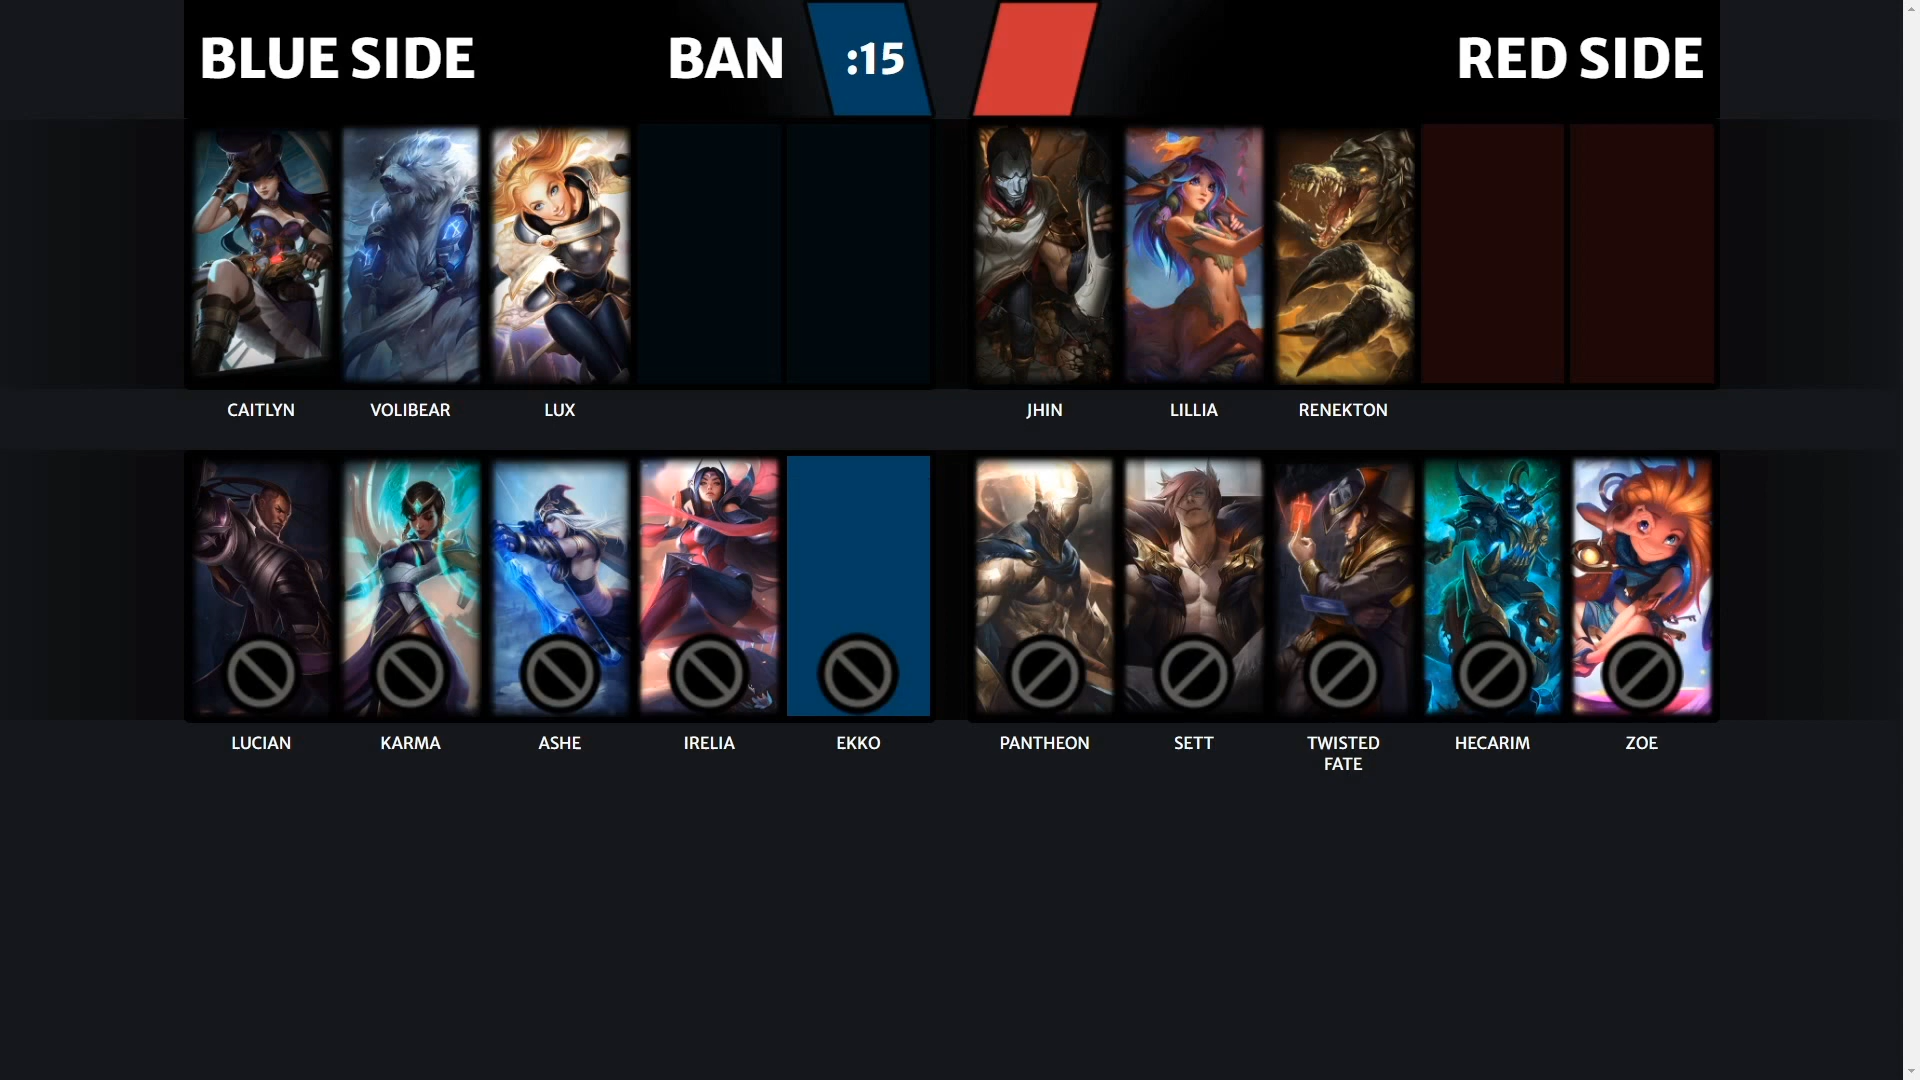 BLUE SIDE
BAN
:15
RED SIDE
CAITLYN
VOLIBEAR
LUX
JHIN
LILLIA
RENEKTON
LUCIAN
KARMA
ASHE
IRELIA
EKKO
PANTHEON
SETT
TWISTED
FATE
HECARIM
ZOE